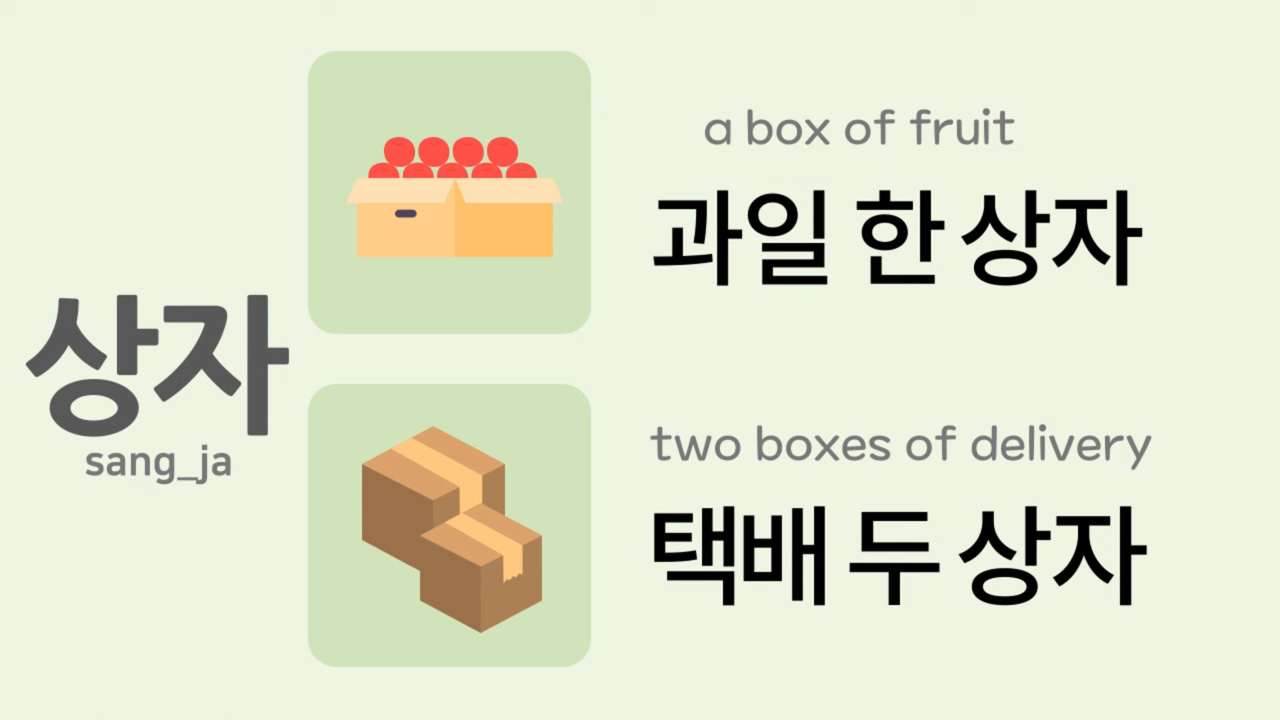 상자
sang_ja
a box of fruit
과일 한 상자
two boxes of delivery
택배 두 상자